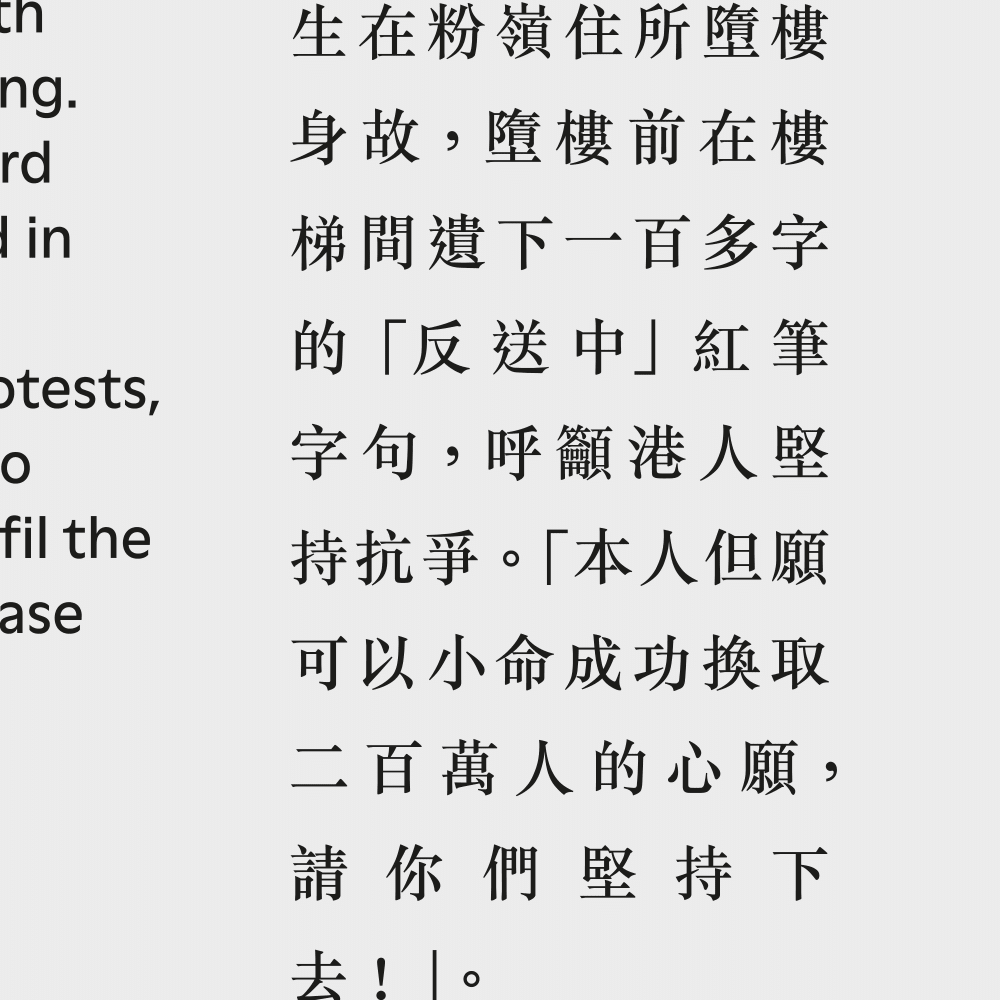 th
ng.
rd
d in
otests,
o
fil the
ase
生在粉嶺住所墮樓
身故，墮樓前在樓
梯間遺下一百多字
的「反送中」紅筆
字句，呼籲港人堅
持抗爭。「本人但願
可以小命成功換取
二百萬人的心願，
請你們堅持下
去！」。